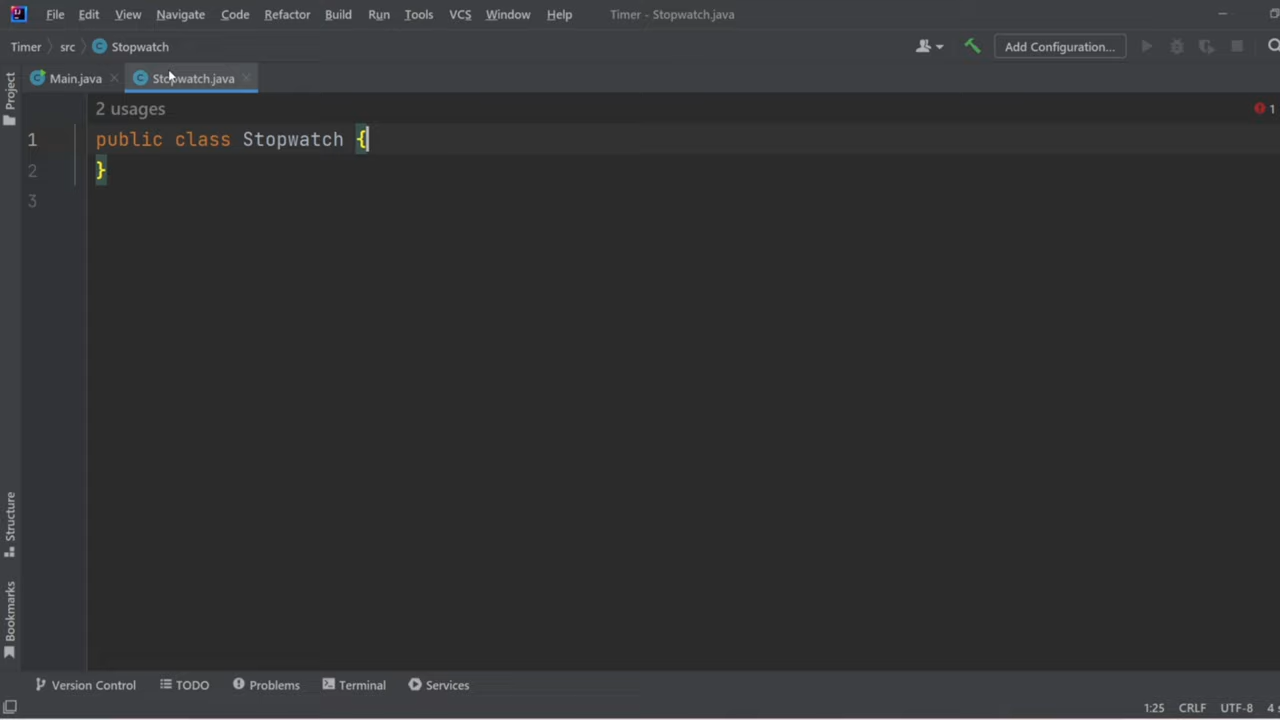 File Edit View Navigate Code Refactor Build Run Tools VCS Window Help Timer - Stopwatch.java
Timer src Stopwatch Add Configuration...
Main.java Stopwatch.java
Project
2 usages
1
1 public class Stopwatch {
2 }
3
Structure
Bookmarks
Version Control TODO Problems Terminal Services
1:25 CRLF UTF-8 4